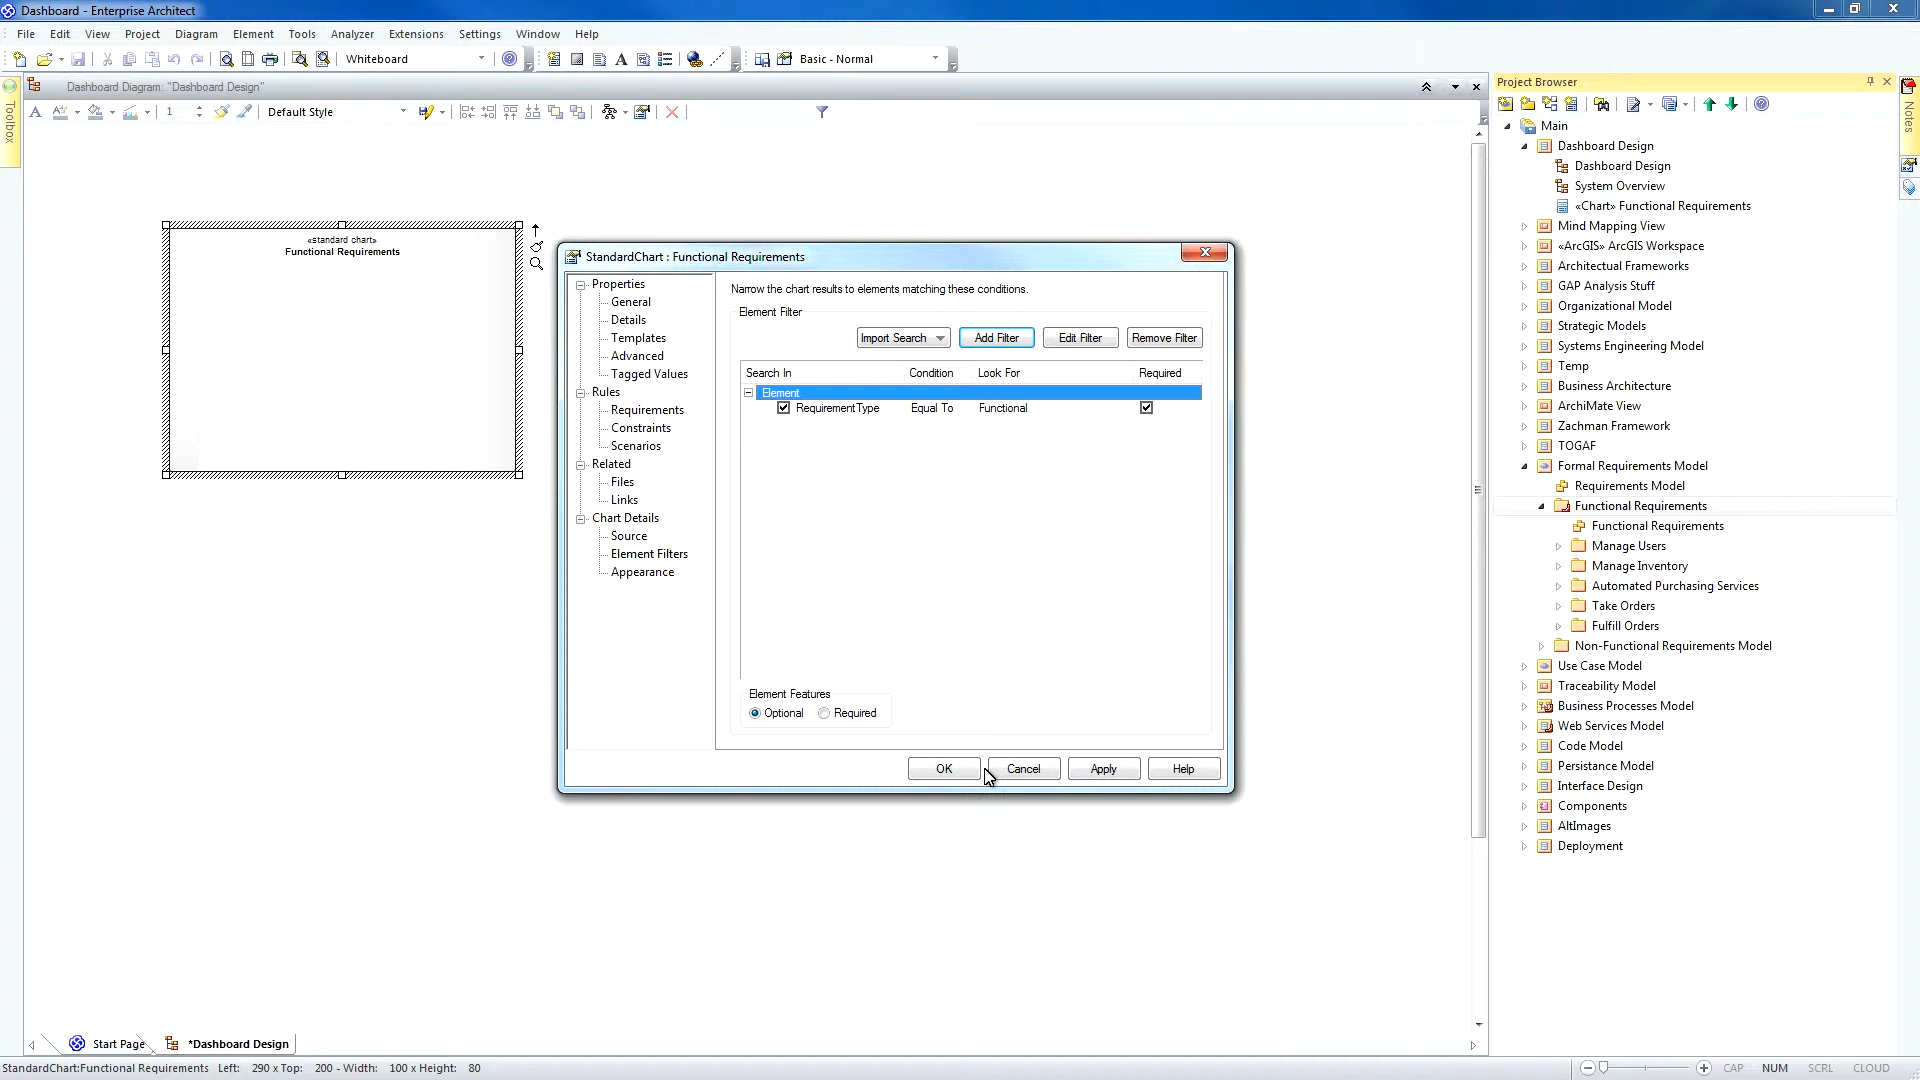 Dashboard - Enterprise Architect
File Edit View Project Diagram Element Tools Analyzer Extensions Settings Window Help
Whiteboard
Basic - Normal
Dashboard Diagram: "Dashboard Design"
1
Default Style
Toolbox
«standard chart»
Functional Requirements
StandardChart : Functional Requirements
Properties
General
Details
Templates
Advanced
Tagged Values
Rules
Requirements
Constraints
Scenarios
Related
Files
Links
Chart Details
Source
Element Filters
Appearance
Narrow the chart results to elements matching these conditions.
Element Filter
Import Search Add Filter Edit Filter Remove Filter
Search In Condition Look For Required
Element
RequirementType Equal To Functional
Element Features
Optional Required
OK Cancel Apply Help
Project Browser
Main
Dashboard Design
Dashboard Design
System Overview
«Chart» Functional Requirements
Mind Mapping View
«ArcGIS» ArcGIS Workspace
Architectual Frameworks
GAP Analysis Stuff
Organizational Model
Strategic Models
Systems Engineering Model
Temp
Business Architecture
ArchiMate View
Zachman Framework
TOGAF
Formal Requirements Model
Requirements Model
Functional Requirements
Functional Requirements
Manage Users
Manage Inventory
Automated Purchasing Services
Take Orders
Fulfill Orders
Non-Functional Requirements Model
Use Case Model
Traceability Model
Business Processes Model
Web Services Model
Code Model
Persistance Model
Interface Design
Components
AltImages
Deployment
Notes
Start Page *Dashboard Design
StandardChart:Functional Requirements Left: 290 x Top: 200 - Width: 100 x Height: 80
CAP NUM SCRL CLOUD